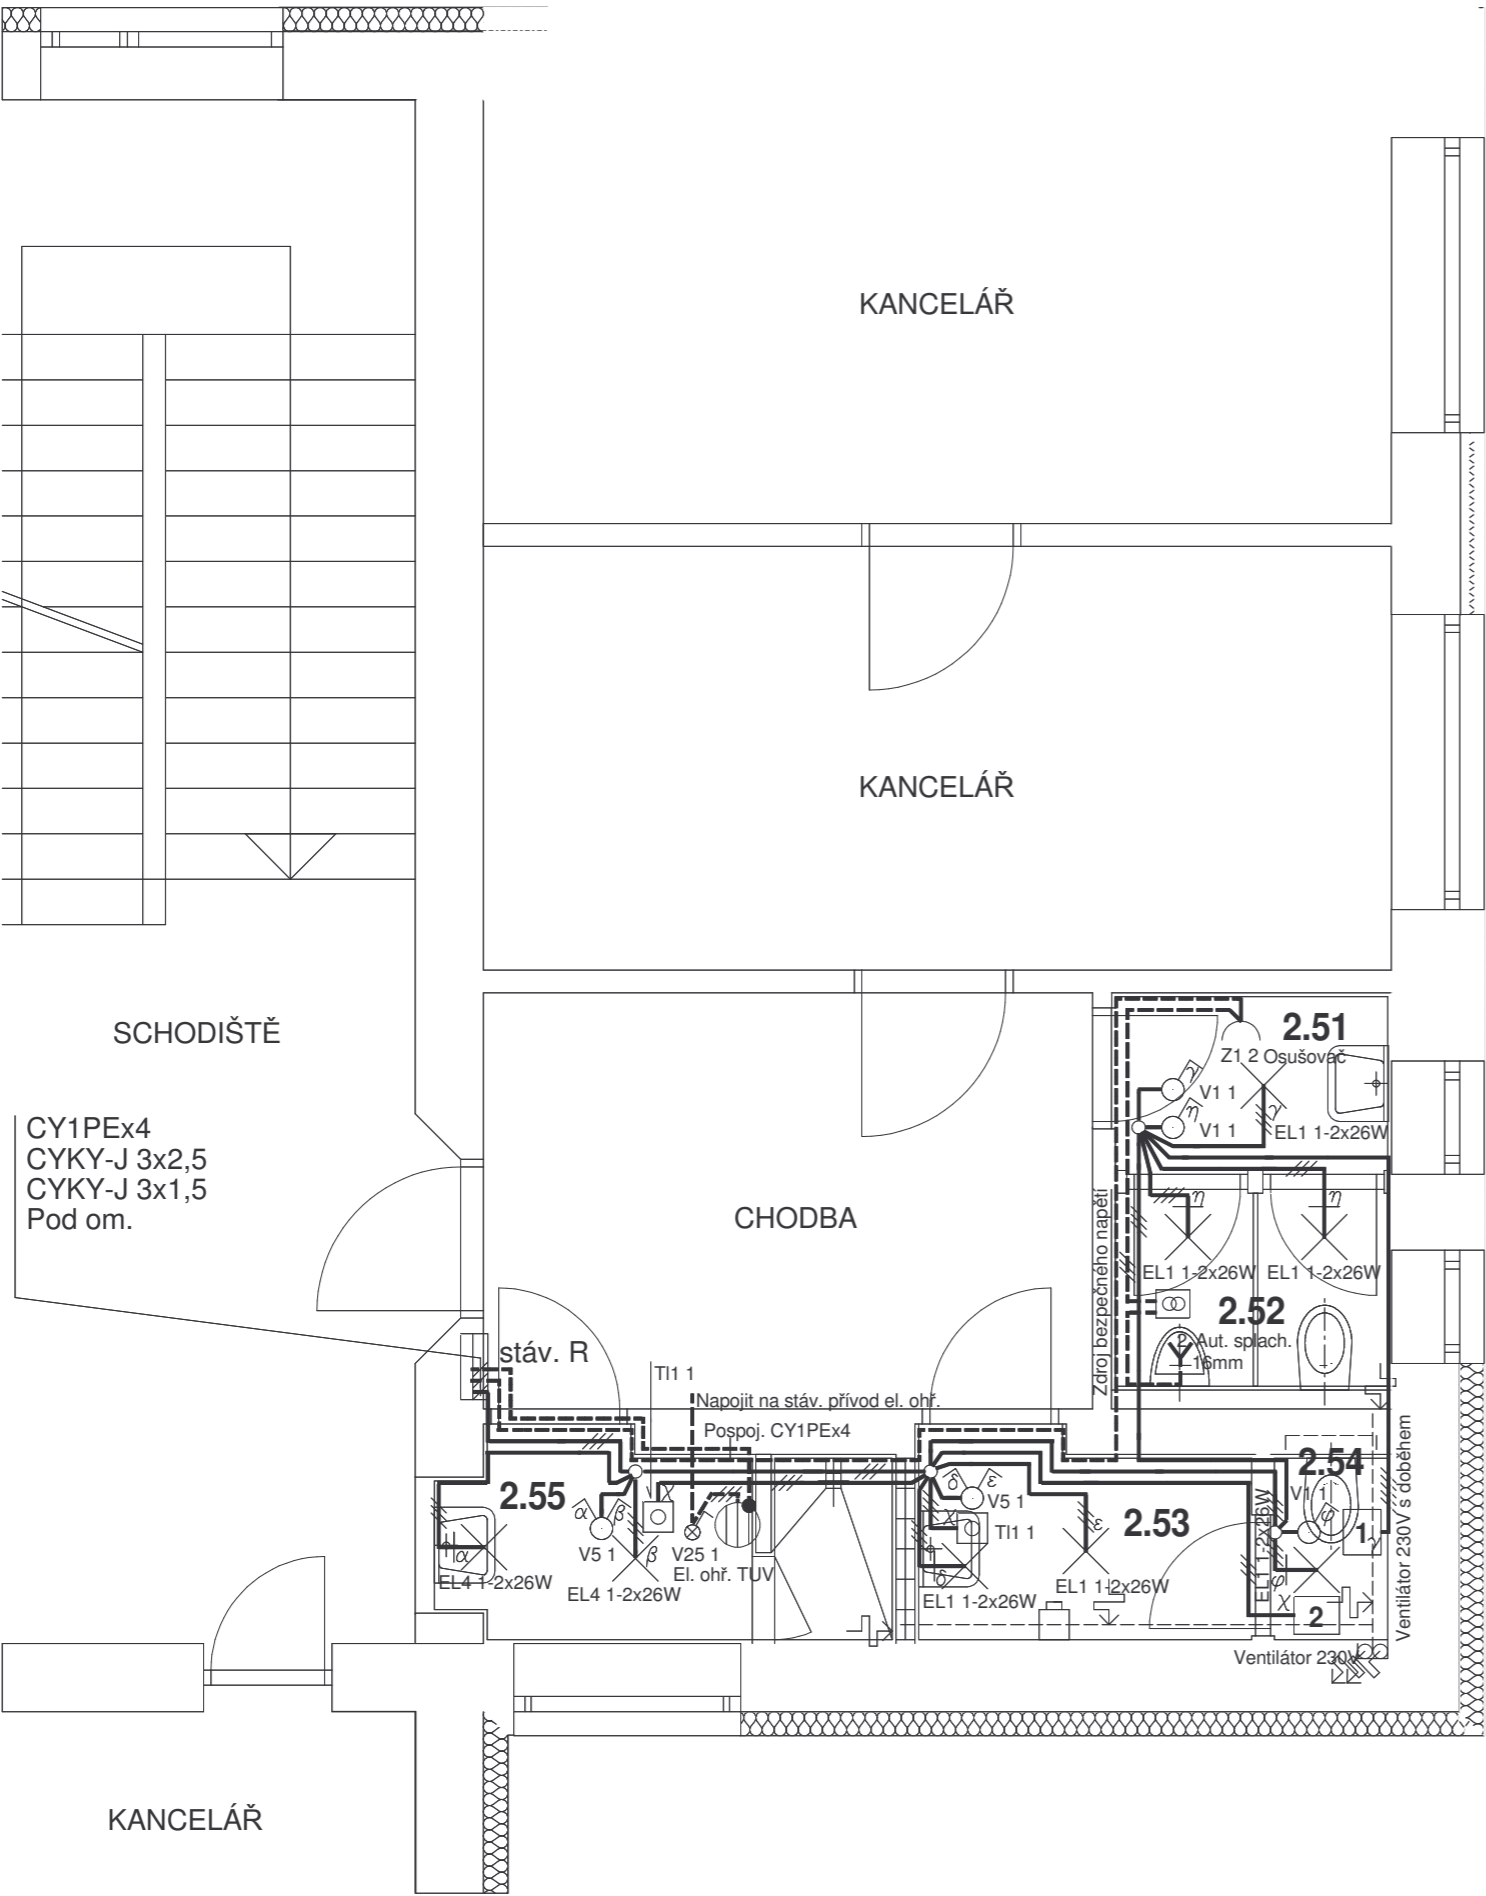 KANCELÁŘ
KANCELÁŘ
SCHODIŠTĚ
CY1PEx4
CYKY-J 3x2,5
CYKY-J 3x1,5
Pod om.
CHODBA
2.51
Z1 2 Osušovač
γ
V1 1
η
V1 1
γ
EL1 1-2x26W
Zdroj bezpečného napětí
η
η
EL1 1-2x26W
EL1 1-2x26W
2.52
2 Aut. splach.
16mm
stáv. R
Tl1 1
Napojit na stáv. přívod el. ohř.
Pospoj. CY1PEx4
2.55
χ
α
β
V5 1
β
V25 1
El. ohř. TUV
α
EL4 1-2x26W
EL4 1-2x26W
δ
ε
V5 1
χ
Tl1 1
ε
δ
2.53
EL1 1-2x26W
EL1 1-2x26W
2.54
V1 1
φ
1
EL1 1-2x26W
φ
χ
2
Ventilátor 230V
Ventilátor 230V s doběhem
KANCELÁŘ